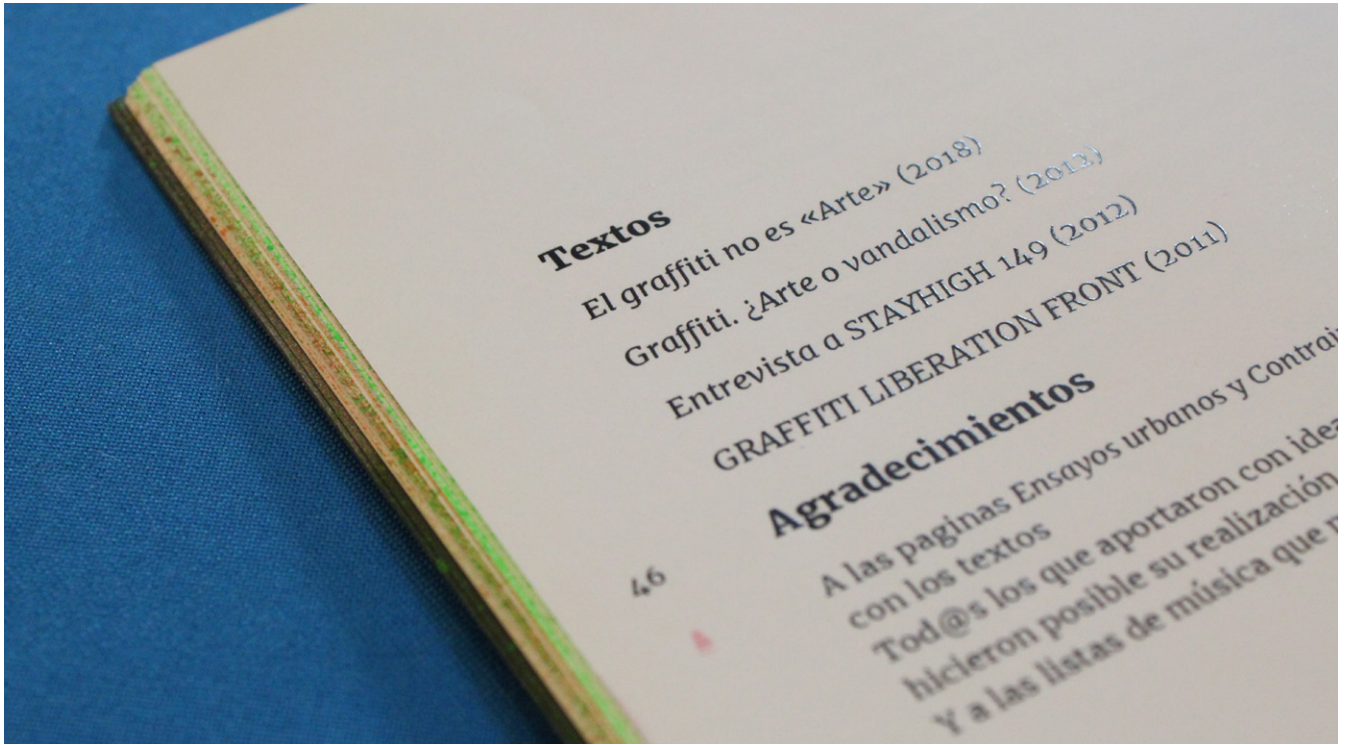 Textos
El graffiti no es «Arte» (2018)
Graffiti. ¿Arte o vandalismo? (2012)
Entrevista a STAYHIGH 149 (2012)
GRAFFITI LIBERATION FRONT (2011)
Agradecimientos
A las paginas Ensayos urbanos y
con los textos
Tod@s los que aportaron con
hicieron posible su realización
Y a las listas de música que
46